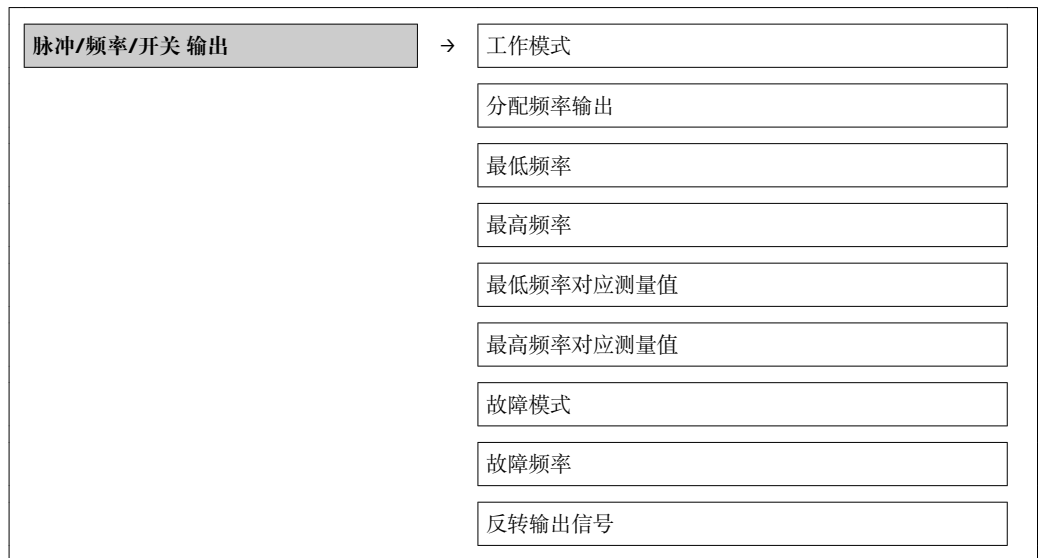 脉冲/频率/开关 输出 → 工作模式
分配频率输出
最低频率
最高频率
最低频率对应测量值
最高频率对应测量值
故障模式
故障频率
反转输出信号